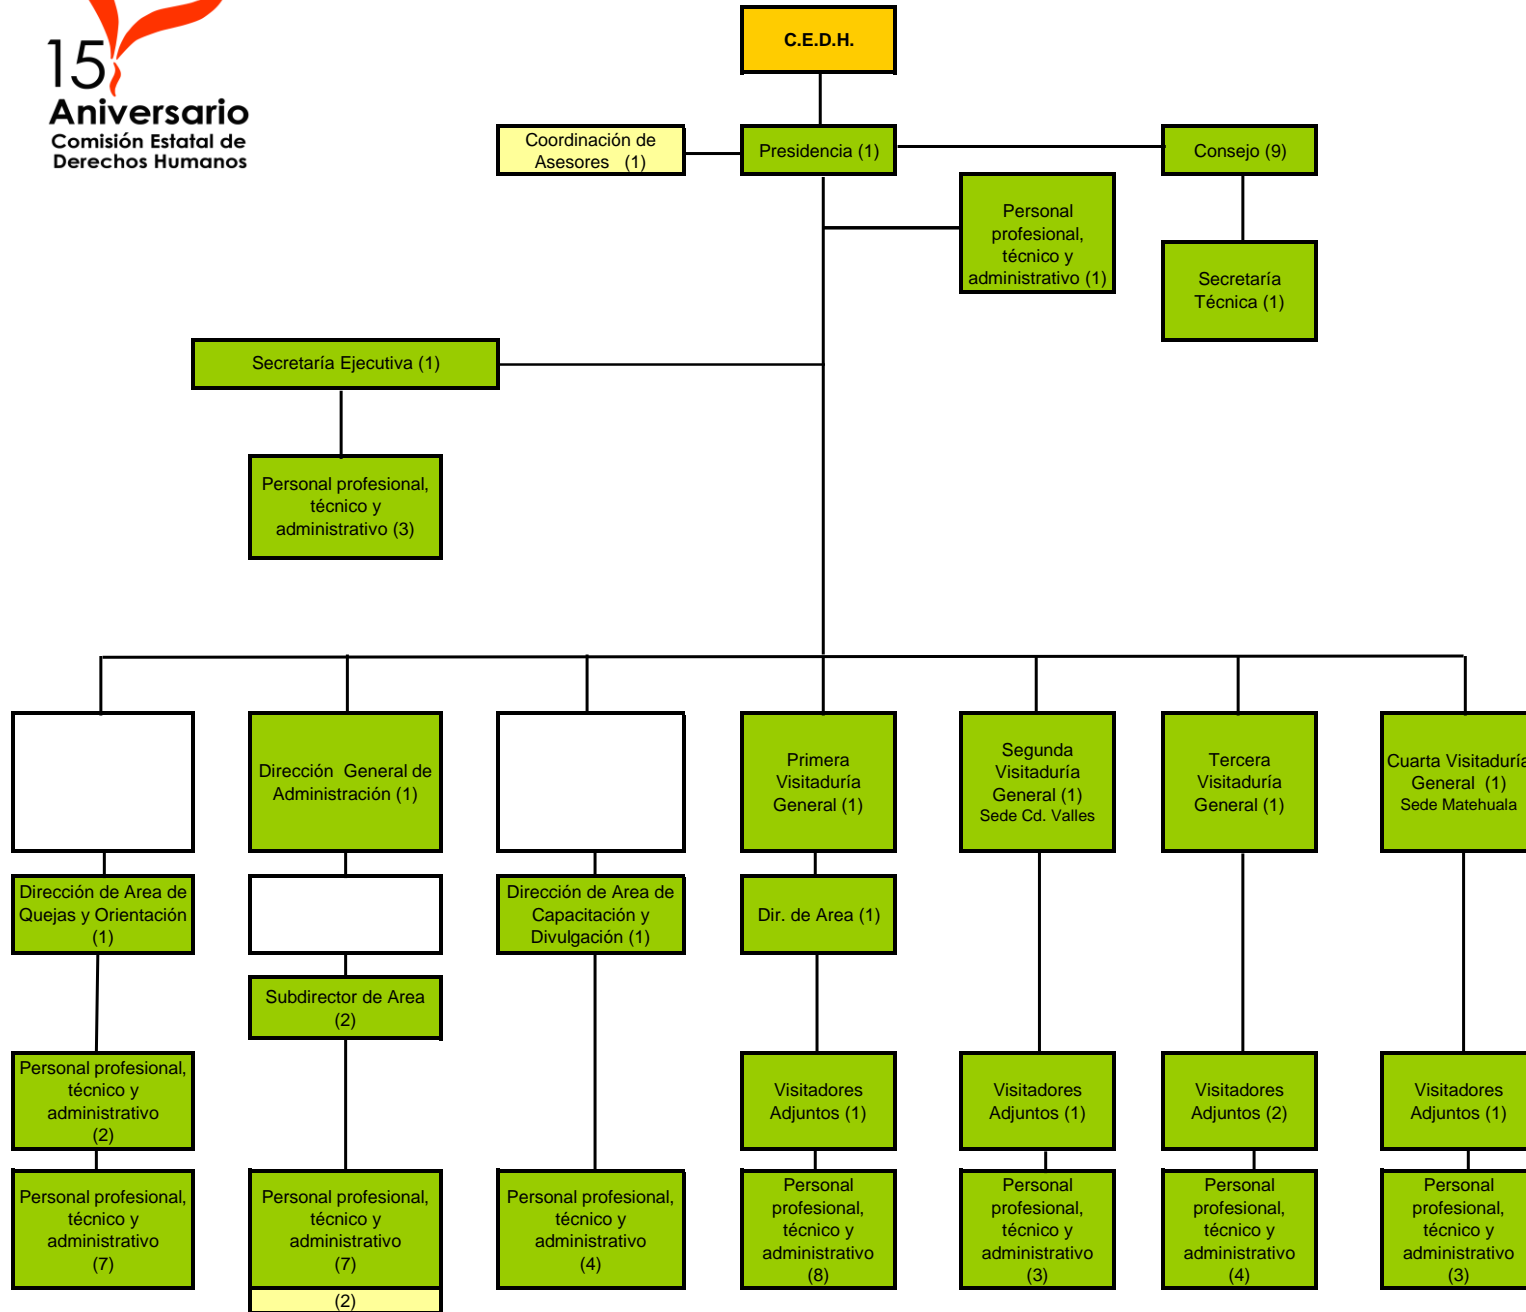 15
Aniversario
Comisión Estatal de
Derechos Humanos
C.E.D.H.
Coordinación de
Asesores (1)
Presidencia (1)
Consejo (9)
Personal
profesional,
técnico y
administrativo (1)
Secretaría
Técnica (1)
Secretaría Ejecutiva (1)
Personal profesional,
técnico y
administrativo (3)
Dirección General de
Administración (1)
Primera
Visitaduría
General (1)
Segunda
Visitaduría
General (1)
Sede Cd. Valles
Tercera
Visitaduría
General (1)
Cuarta Visitaduría
General (1)
Sede Matehuala
Dirección de Area de
Quejas y Orientación
(1)
Dirección de Area de
Capacitación y
Divulgación (1)
Dir. de Area (1)
Subdirector de Area
(2)
Personal profesional,
técnico y
administrativo
(2)
Visitadores
Adjuntos (1)
Visitadores
Adjuntos (1)
Visitadores
Adjuntos (2)
Visitadores
Adjuntos (1)
Personal profesional,
técnico y
administrativo
(7)
Personal profesional,
técnico y
administrativo
(7)
(2)
Personal profesional,
técnico y
administrativo
(4)
Personal
profesional,
técnico y
administrativo
(8)
Personal
profesional,
técnico y
administrativo
(3)
Personal
profesional,
técnico y
administrativo
(4)
Personal
profesional,
técnico y
administrativo
(3)